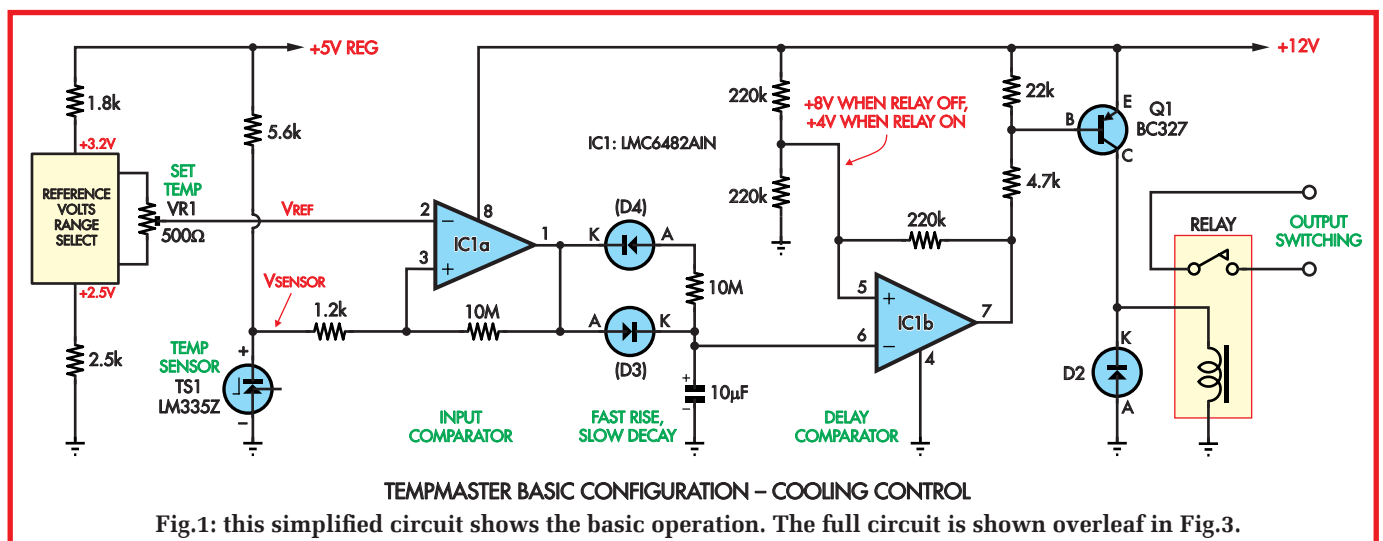 +5V REG
+12V
1.8k
5.6k
220k
+8V WHEN RELAY OFF,
+4V WHEN RELAY ON
22k
E
Q1
BC327
B
C
+3.2V
REFERENCE
VOLTS
RANGE
SELECT
+2.5V
SET
TEMP
VR1
500Ω
VREF
IC1: LMC6482AIN
2
–
8
IC1a
3
+
1
(D4)
K
A
220k
220k
4.7k
RELAY
OUTPUT
SWITCHING
VSENSOR
1.2k
10M
A
K
(D3)
10M
5
+
IC1b
7
6
–
4
K
D2
A
2.5k
TEMP
SENSOR
TS1
LM335Z
+
–
+
–
10µF
INPUT
COMPARATOR
FAST RISE,
SLOW DECAY
DELAY
COMPARATOR
TEMPMASTER BASIC CONFIGURATION – COOLING CONTROL
Fig.1: this simplified circuit shows the basic operation. The full circuit is shown overleaf in Fig.3.